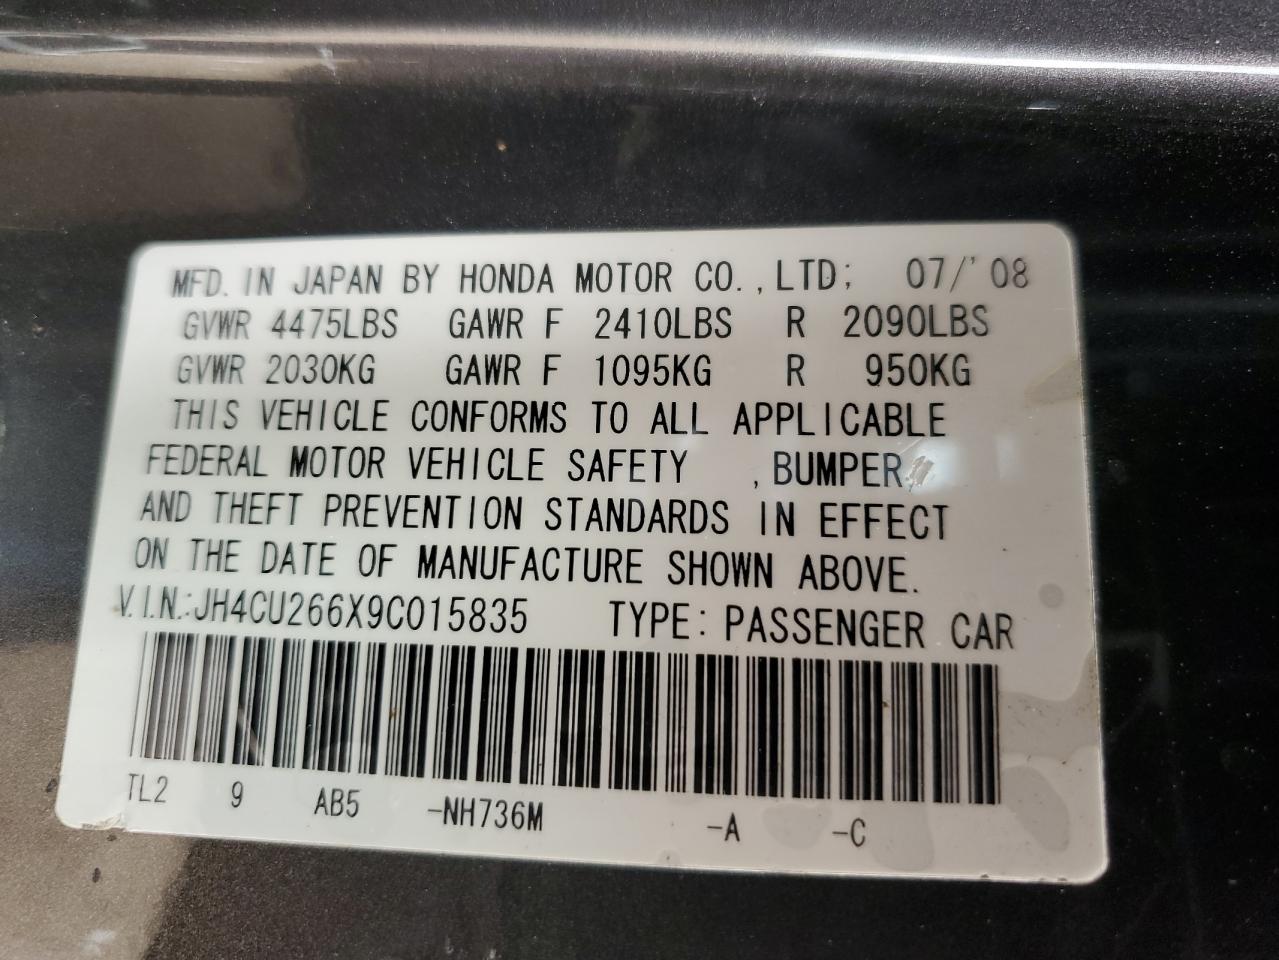 MFD. IN JAPAN BY HONDA MOTOR CO.,LTD; 07/'08
GVWR 4475LBS GAWR F 2410LBS R 2090LBS
GVWR 2030KG GAWR F 1095KG R 950KG
THIS VEHICLE CONFORMS TO ALL APPLICABLE
FEDERAL MOTOR VEHICLE SAFETY ,BUMPER,
AND THEFT PREVENTION STANDARDS IN EFFECT
ON THE DATE OF MANUFACTURE SHOWN ABOVE.
V.I.N.:JH4CU266X9C015835 TYPE: PASSENGER CAR
TL2 9 AB5 -NH736M -A -C